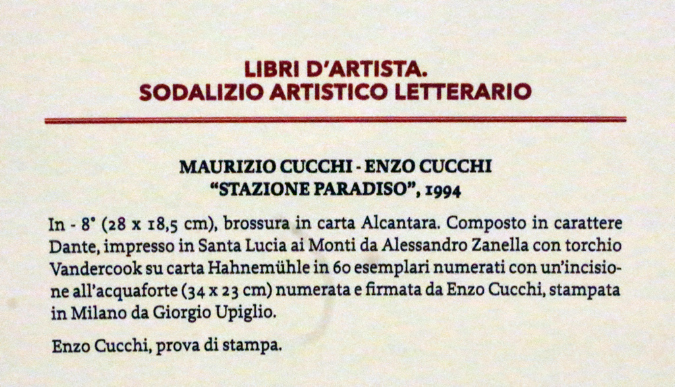 LIBRI D'ARTISTA.
SODALIZIO ARTISTICO LETTERARIO
MAURIZIO CUCCHI - ENZO CUCCHI
“STAZIONE PARADISO”, 1994
In - 8° (28 x 18,5 cm), brossura in carta Alcantara. Composto in carattere
Dante, impresso in Santa Lucia ai Monti da Alessandro Zanella con torchio
Vandercook su carta Hahnemühle in 60 esemplari numerati con un'incisio-
ne all'acquaforte (34 x 23 cm) numerata e firmata da Enzo Cucchi, stampata
in Milano da Giorgio Upiglio.
Enzo Cucchi, prova di stampa.